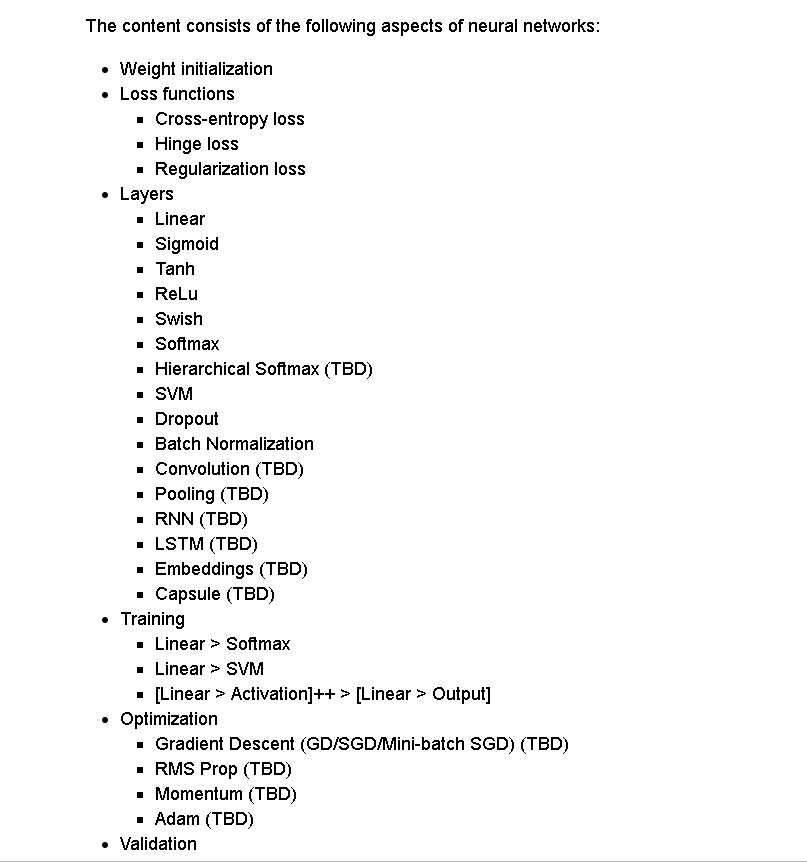 The content consists of the following aspects of neural networks:
• Weight initialization
• Loss functions
▪ Cross-entropy loss
▪ Hinge loss
▪ Regularization loss
• Layers
▪ Linear
▪ Sigmoid
▪ Tanh
▪ ReLu
▪ Swish
▪ Softmax
▪ Hierarchical Softmax (TBD)
▪ SVM
▪ Dropout
▪ Batch Normalization
▪ Convolution (TBD)
▪ Pooling (TBD)
▪ RNN (TBD)
▪ LSTM (TBD)
▪ Embeddings (TBD)
▪ Capsule (TBD)
• Training
▪ Linear > Softmax
▪ Linear > SVM
▪ [Linear > Activation]++ > [Linear > Output]
• Optimization
▪ Gradient Descent (GD/SGD/Mini-batch SGD) (TBD)
▪ RMS Prop (TBD)
▪ Momentum (TBD)
▪ Adam (TBD)
• Validation